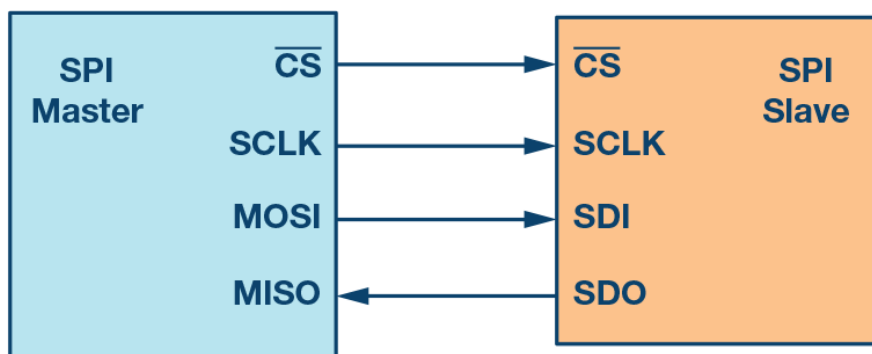 SPI
Master
CS
SCLK
MOSI
MISO
CS
SCLK
SDI
SDO
SPI
Slave